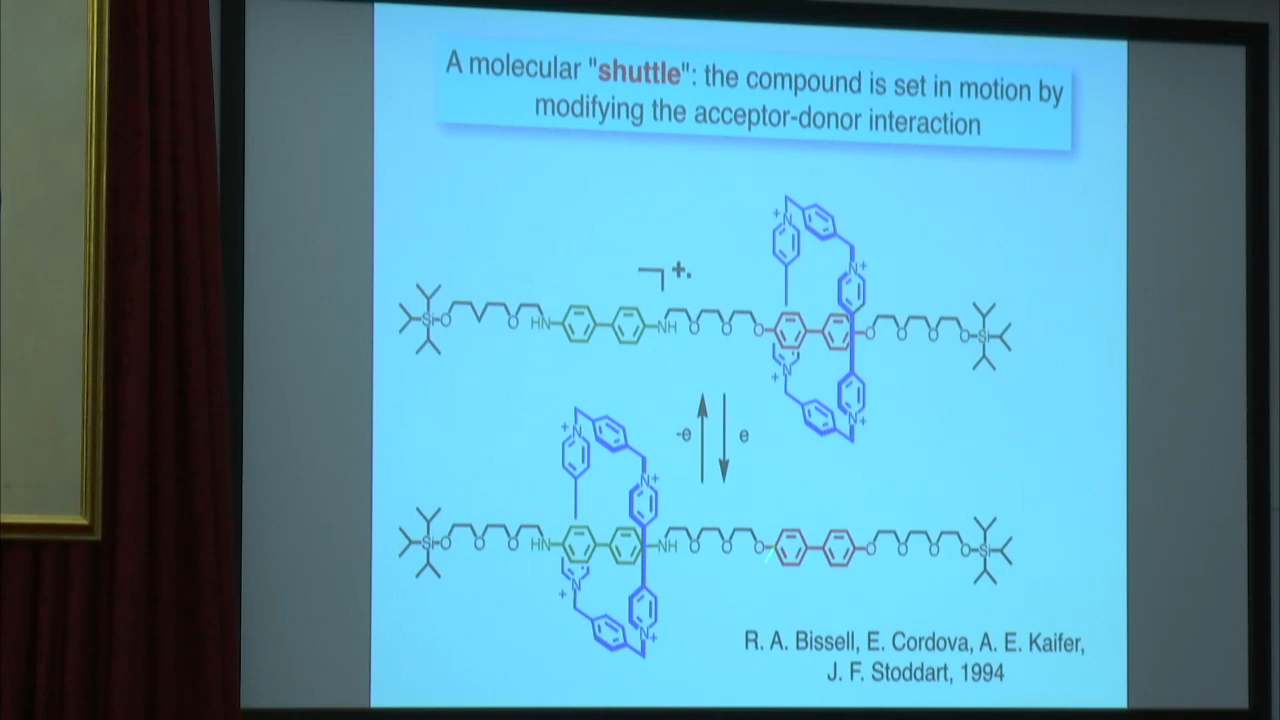 A molecular "shuttle": the compound is set in motion by
modifying the acceptor-donor interaction
+
N
N+
+.
Si-O
O
HN
NH
O
O
O
O
O
O
O-Si
N
+
N+
-e
e
+
N
N+
Si-O
O
O
HN
NH
O
O
O
O
O
O
O-Si
N
+
N+
R. A. Bissell, E. Cordova, A. E. Kaifer,
J. F. Stoddart, 1994